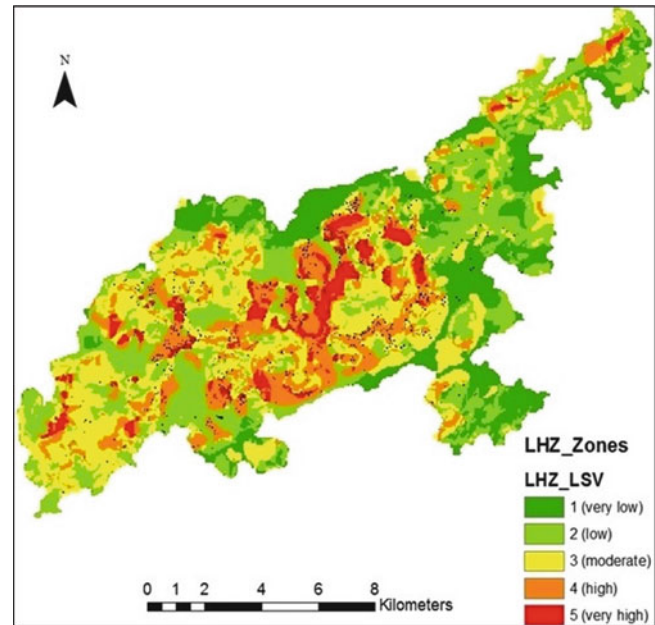 N
LHZ_Zones
LHZ_LSV
1 (very low)
2 (low)
3 (moderate)
4 (high)
5 (very high)
0 1 2 4 6 8
Kilometers